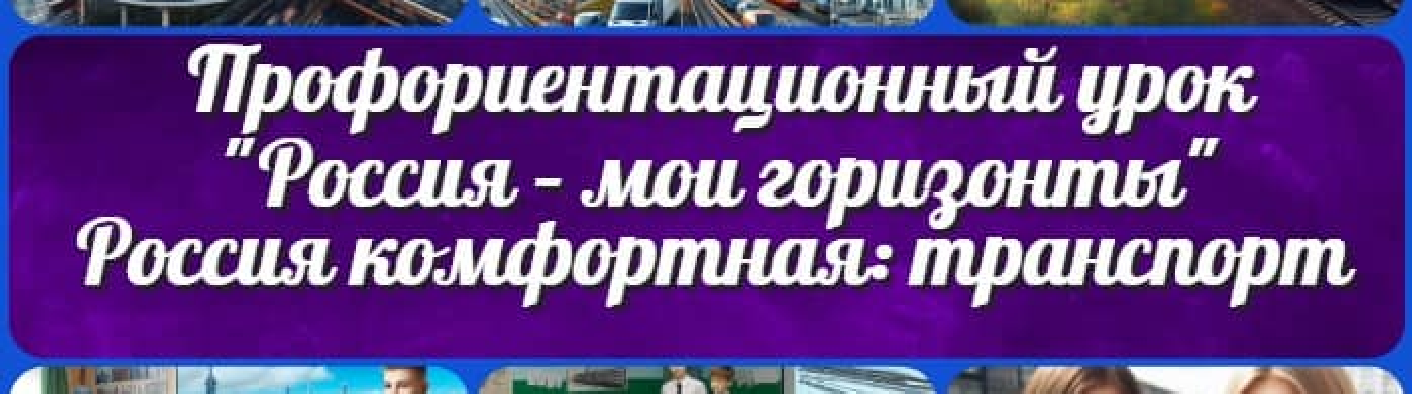 Профориентационный урок
"Россия – мои горизонты"
Россия комфортная: транспорт